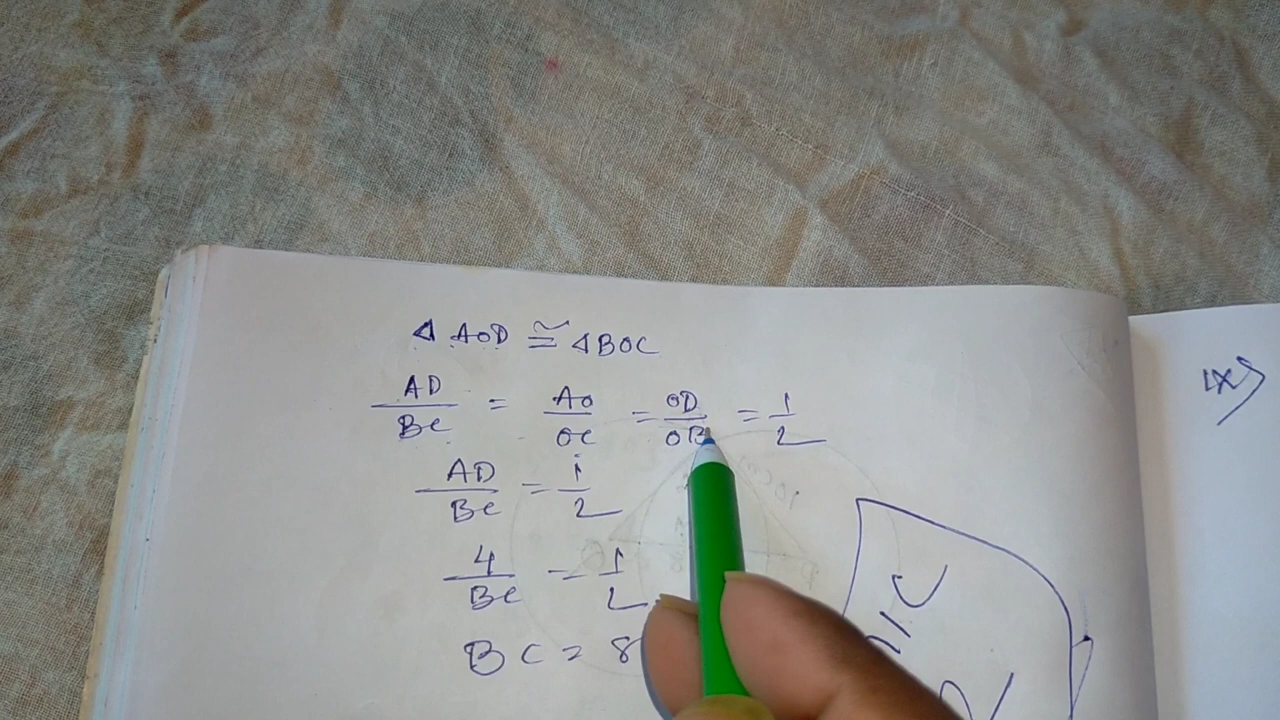 △ AOD ≅ △BOC
AD/BC = AO/OC = OD/OB = 1/2
AD/BC = 1/2
4/BC = 1/2
BC = 8